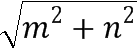 √(m² + n²)